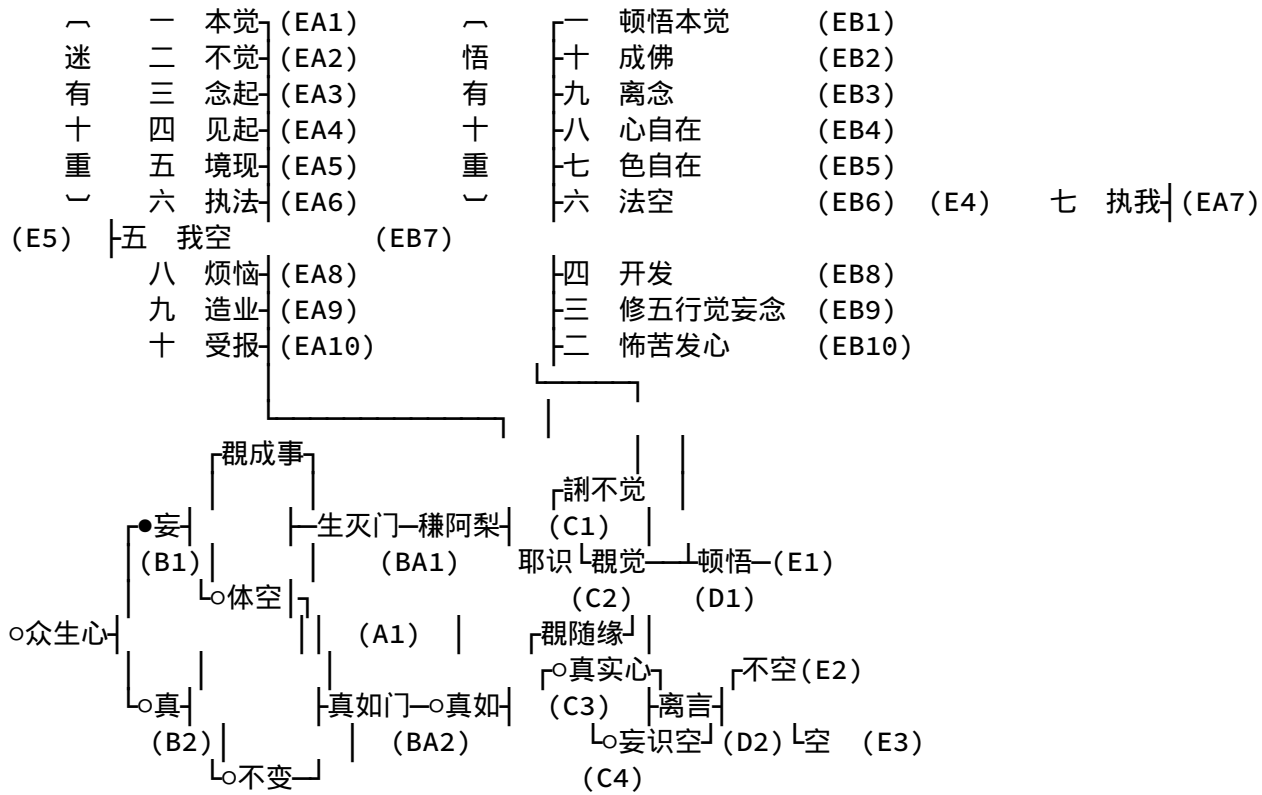 ︹ 一 本觉┐(EA1) ︹ ┌一 顿悟本觉 (EB1)
迷 二 不觉┤(EA2) 悟 ├十 成佛 (EB2)
有 三 念起┤(EA3) 有 ├九 离念 (EB3)
十 四 见起┤(EA4) 十 ├八 心自在 (EB4)
重 五 境现┤(EA5) 重 ├七 色自在 (EB5)
︺ 六 执法┤(EA6) ︺ ├六 法空 (EB6) (E4) 七 执我┤(EA7)
(E5) ├五 我空 (EB7)
八 烦恼┤(EA8) ├四 开发 (EB8)
九 造业┤(EA9) ├三 修五行觉妄念 (EB9)
十 受报┤(EA10) ├二 怖苦发心 (EB10)
│ └──────┐
└───────────────┐ │
┌覩成事┐ │ │
│ │ ┌誷不觉 │
┌●妄┤ ├─生灭门─穅阿梨┤ (C1) │
│(B1)│ │ (BA1) 耶识└覩觉──┴顿悟─(E1)
│ └○体空│┐ (C2) (D1)
○众生心┤ ││ (A1) │ ┌覩随缘┘│
│ │ │ ┌○真实心┐ ┌不空(E2)
└○真┤ ├真如门─○真如┤ (C3) ├离言┤
(B2)│ │ (BA2) └○妄识空┘(D2)└空 (E3)
└○不变─┘ (C4)